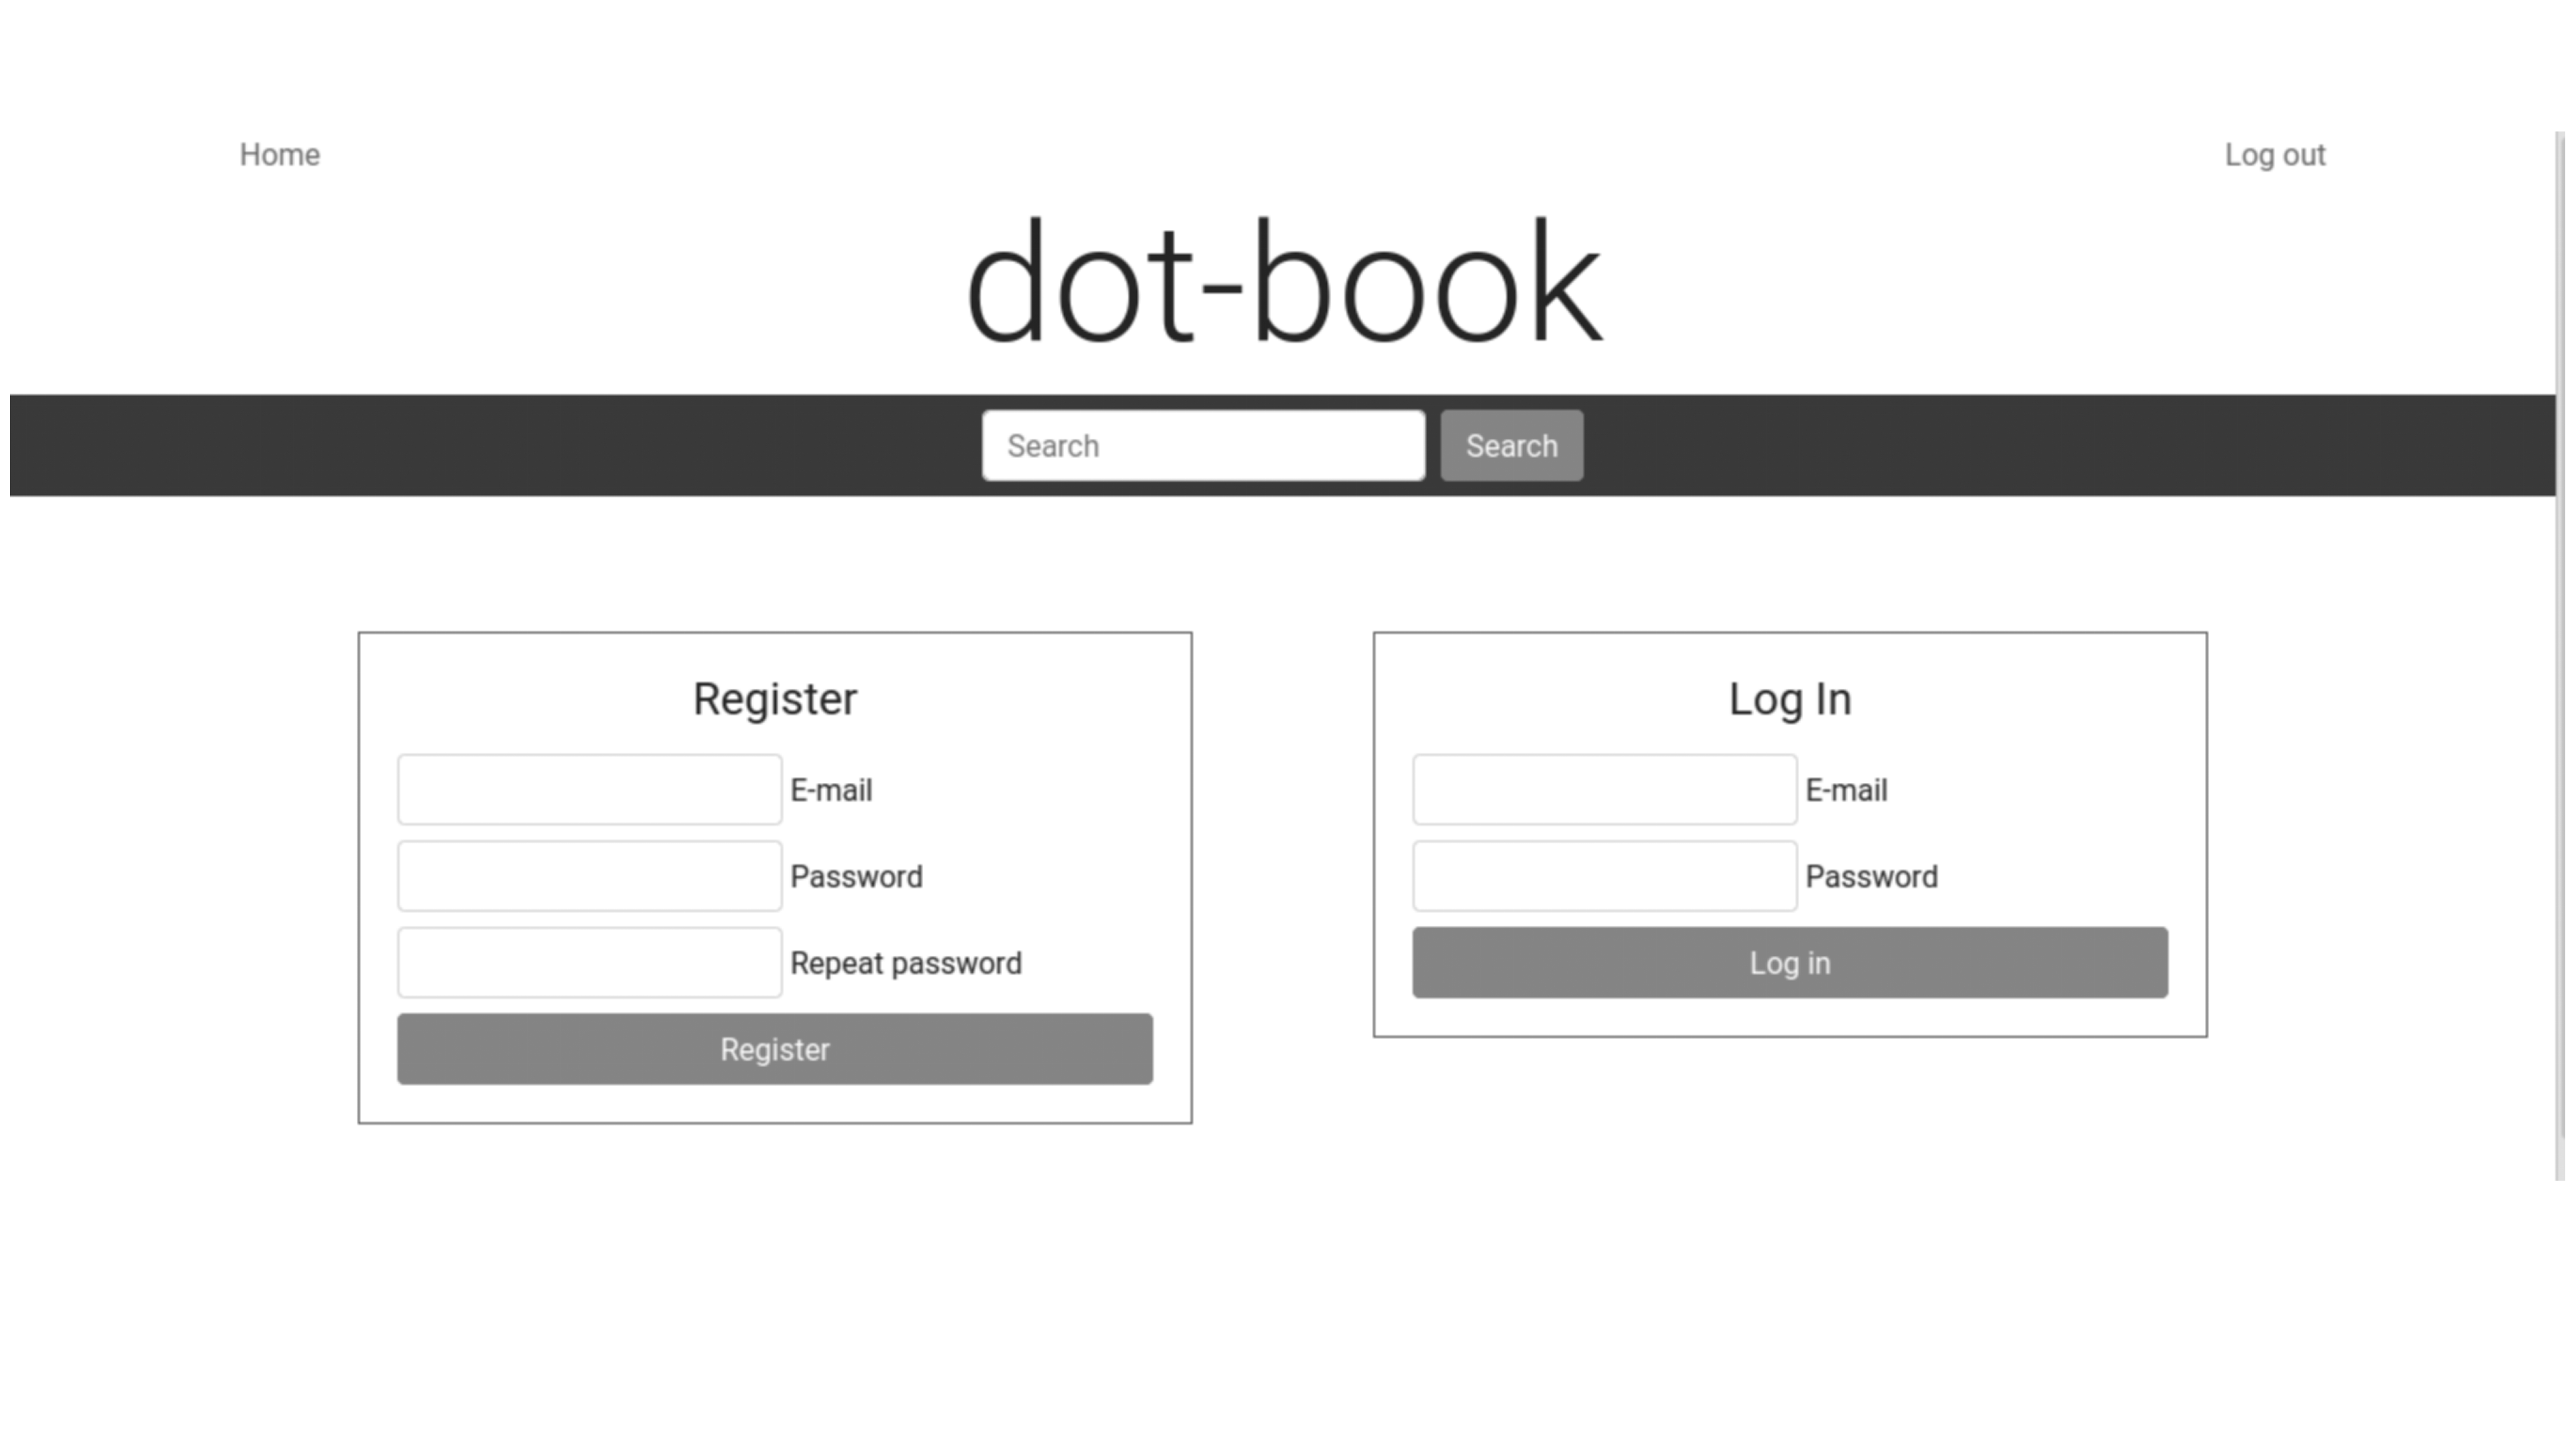 Home
Log out
dot-book
Search
Search
Register
E-mail
Password
Repeat password
Register
Log In
E-mail
Password
Log in